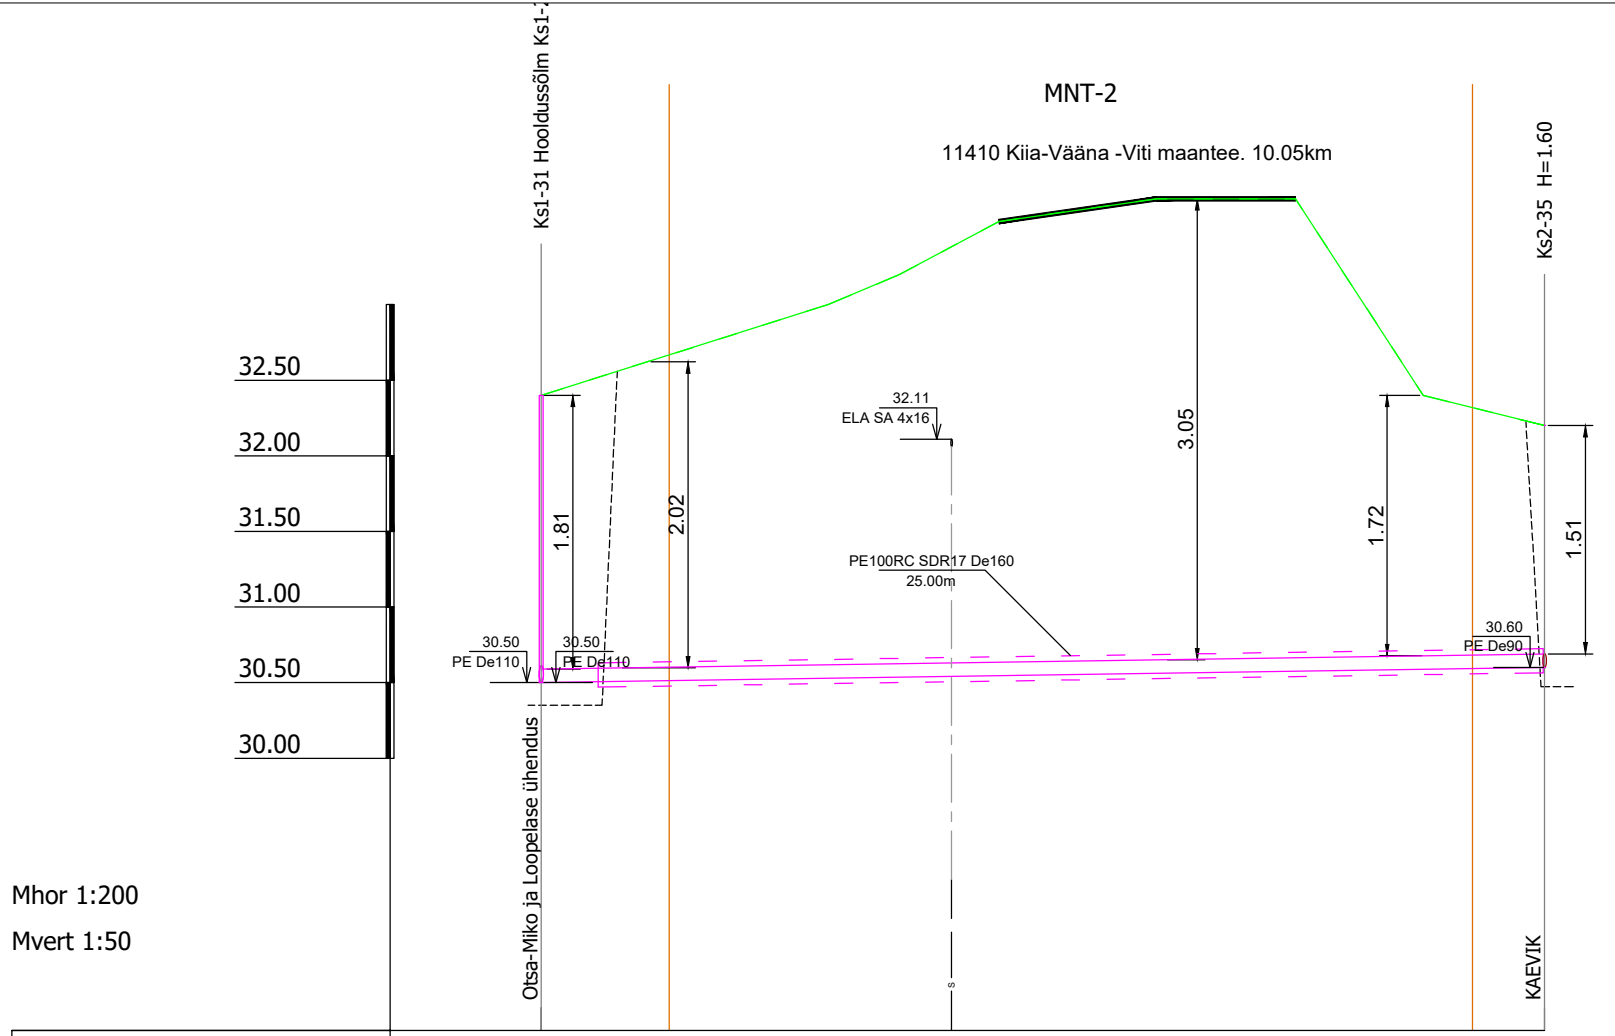 Ks1-31 Hooldussõlm Ks1-
MNT-2
11410 Kiia-Vääna -Viti maantee. 10.05km
Ks2-35 H=1.60
32.50
32.00
31.50
31.00
30.50
30.00
32.11
ELA SA 4x16
3.05
1.81
2.02
1.72
1.51
PE100RC SDR17 De160
25.00m
30.50
PE De110
30.50
PE De110
30.60
PE De90
Otsa-Miko ja Loopelase ühendus
KAEVIK
s
Mhor 1:200
Mvert 1:50